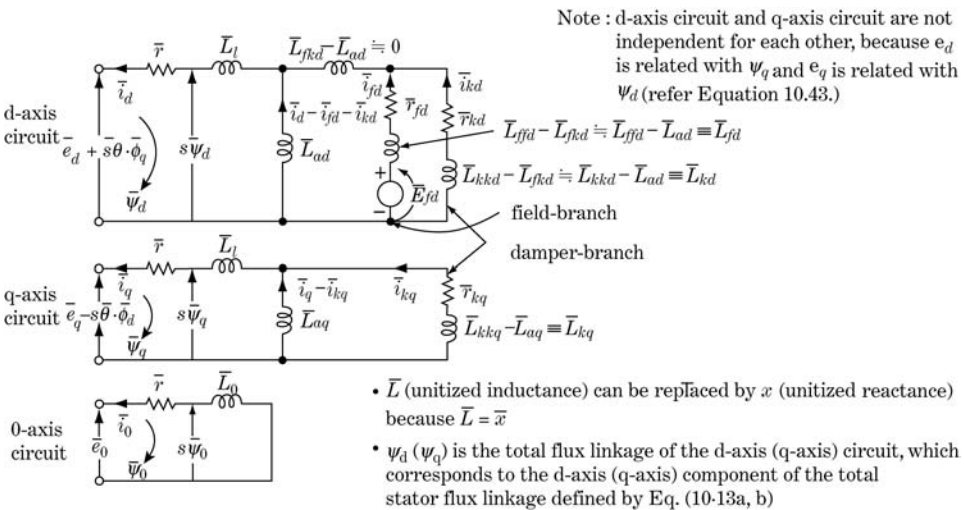 Note : d-axis circuit and q-axis circuit are not
independent for each other, because e_d
is related with ψ_q and e_q is related with
ψ_d (refer Equation 10.43.)
d-axis
circuit
r̄
L̄_l
L̄_fkd − L̄_ad ≒ 0
ī_d
ī_fd
ī_kd
r̄_fd
r̄_kd
ī_d − ī_fd − ī_kd
L̄_ffd − L̄_fkd ≒ L̄_ffd − L̄_ad ≡ L̄_fd
ē_d + s̄θ̄·φ̄_q
sψ̄_d
L̄_ad
L̄_kkd − L̄_fkd ≒ L̄_kkd − L̄_ad ≡ L̄_kd
ψ̄_d
+
Ē_fd
−
field-branch
damper-branch
q-axis
circuit
r̄
L̄_l
ī_q
ī_q − ī_kq
ī_kq
r̄_kq
ē_q − s̄θ̄·φ̄_d
sψ̄_q
L̄_aq
L̄_kkq − L̄_aq ≡ L̄_kq
ψ̄_q
0-axis
circuit
r̄
L̄_0
ī_0
ē_0
sψ̄_0
ψ̄_0
• L̄ (unitized inductance) can be replaced by x (unitized reactance)
because L̄ = x̄
• ψ_d (ψ_q) is the total flux linkage of the d-axis (q-axis) circuit, which
corresponds to the d-axis (q-axis) component of the total
stator flux linkage defined by Eq. (10·13a, b)